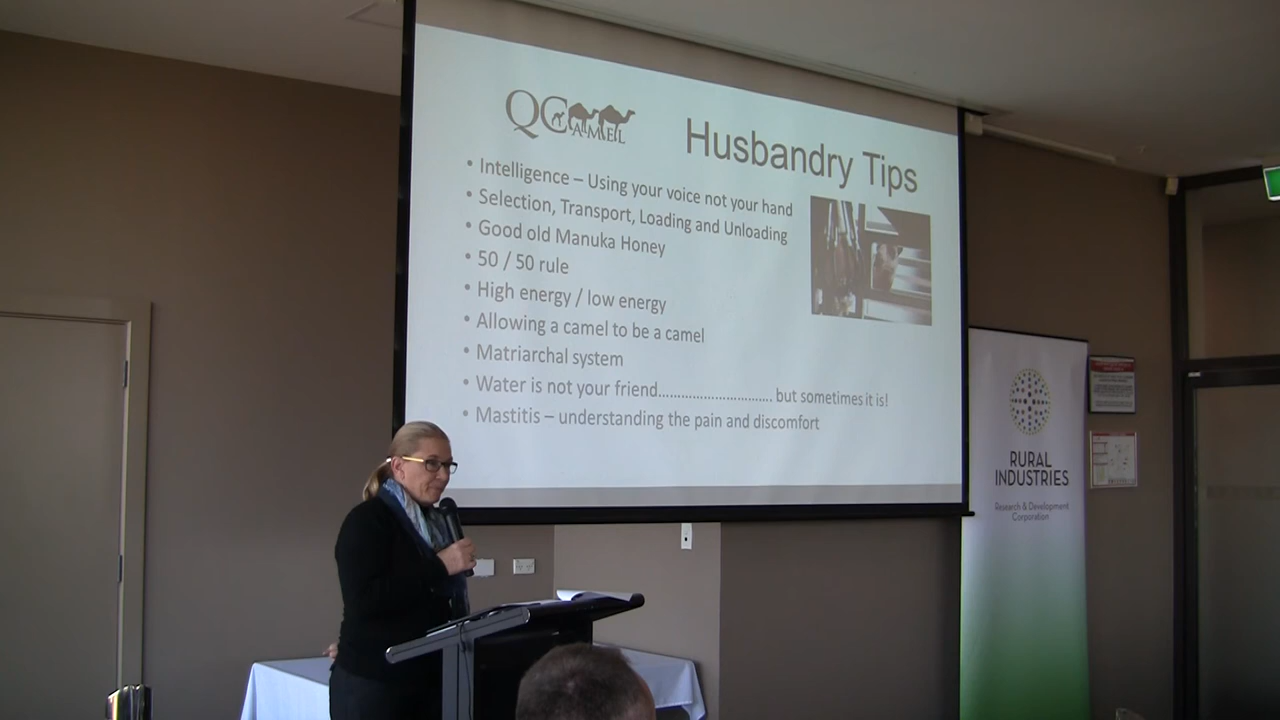 QCAMEL
Husbandry Tips
• Intelligence – Using your voice not your hand
• Selection, Transport, Loading and Unloading
• Good old Manuka Honey
• 50 / 50 rule
• High energy / low energy
• Allowing a camel to be a camel
• Matriarchal system
• Water is not your friend............................. but sometimes it is!
• Mastitis – understanding the pain and discomfort
RURAL
INDUSTRIES
Research & Development
Corporation